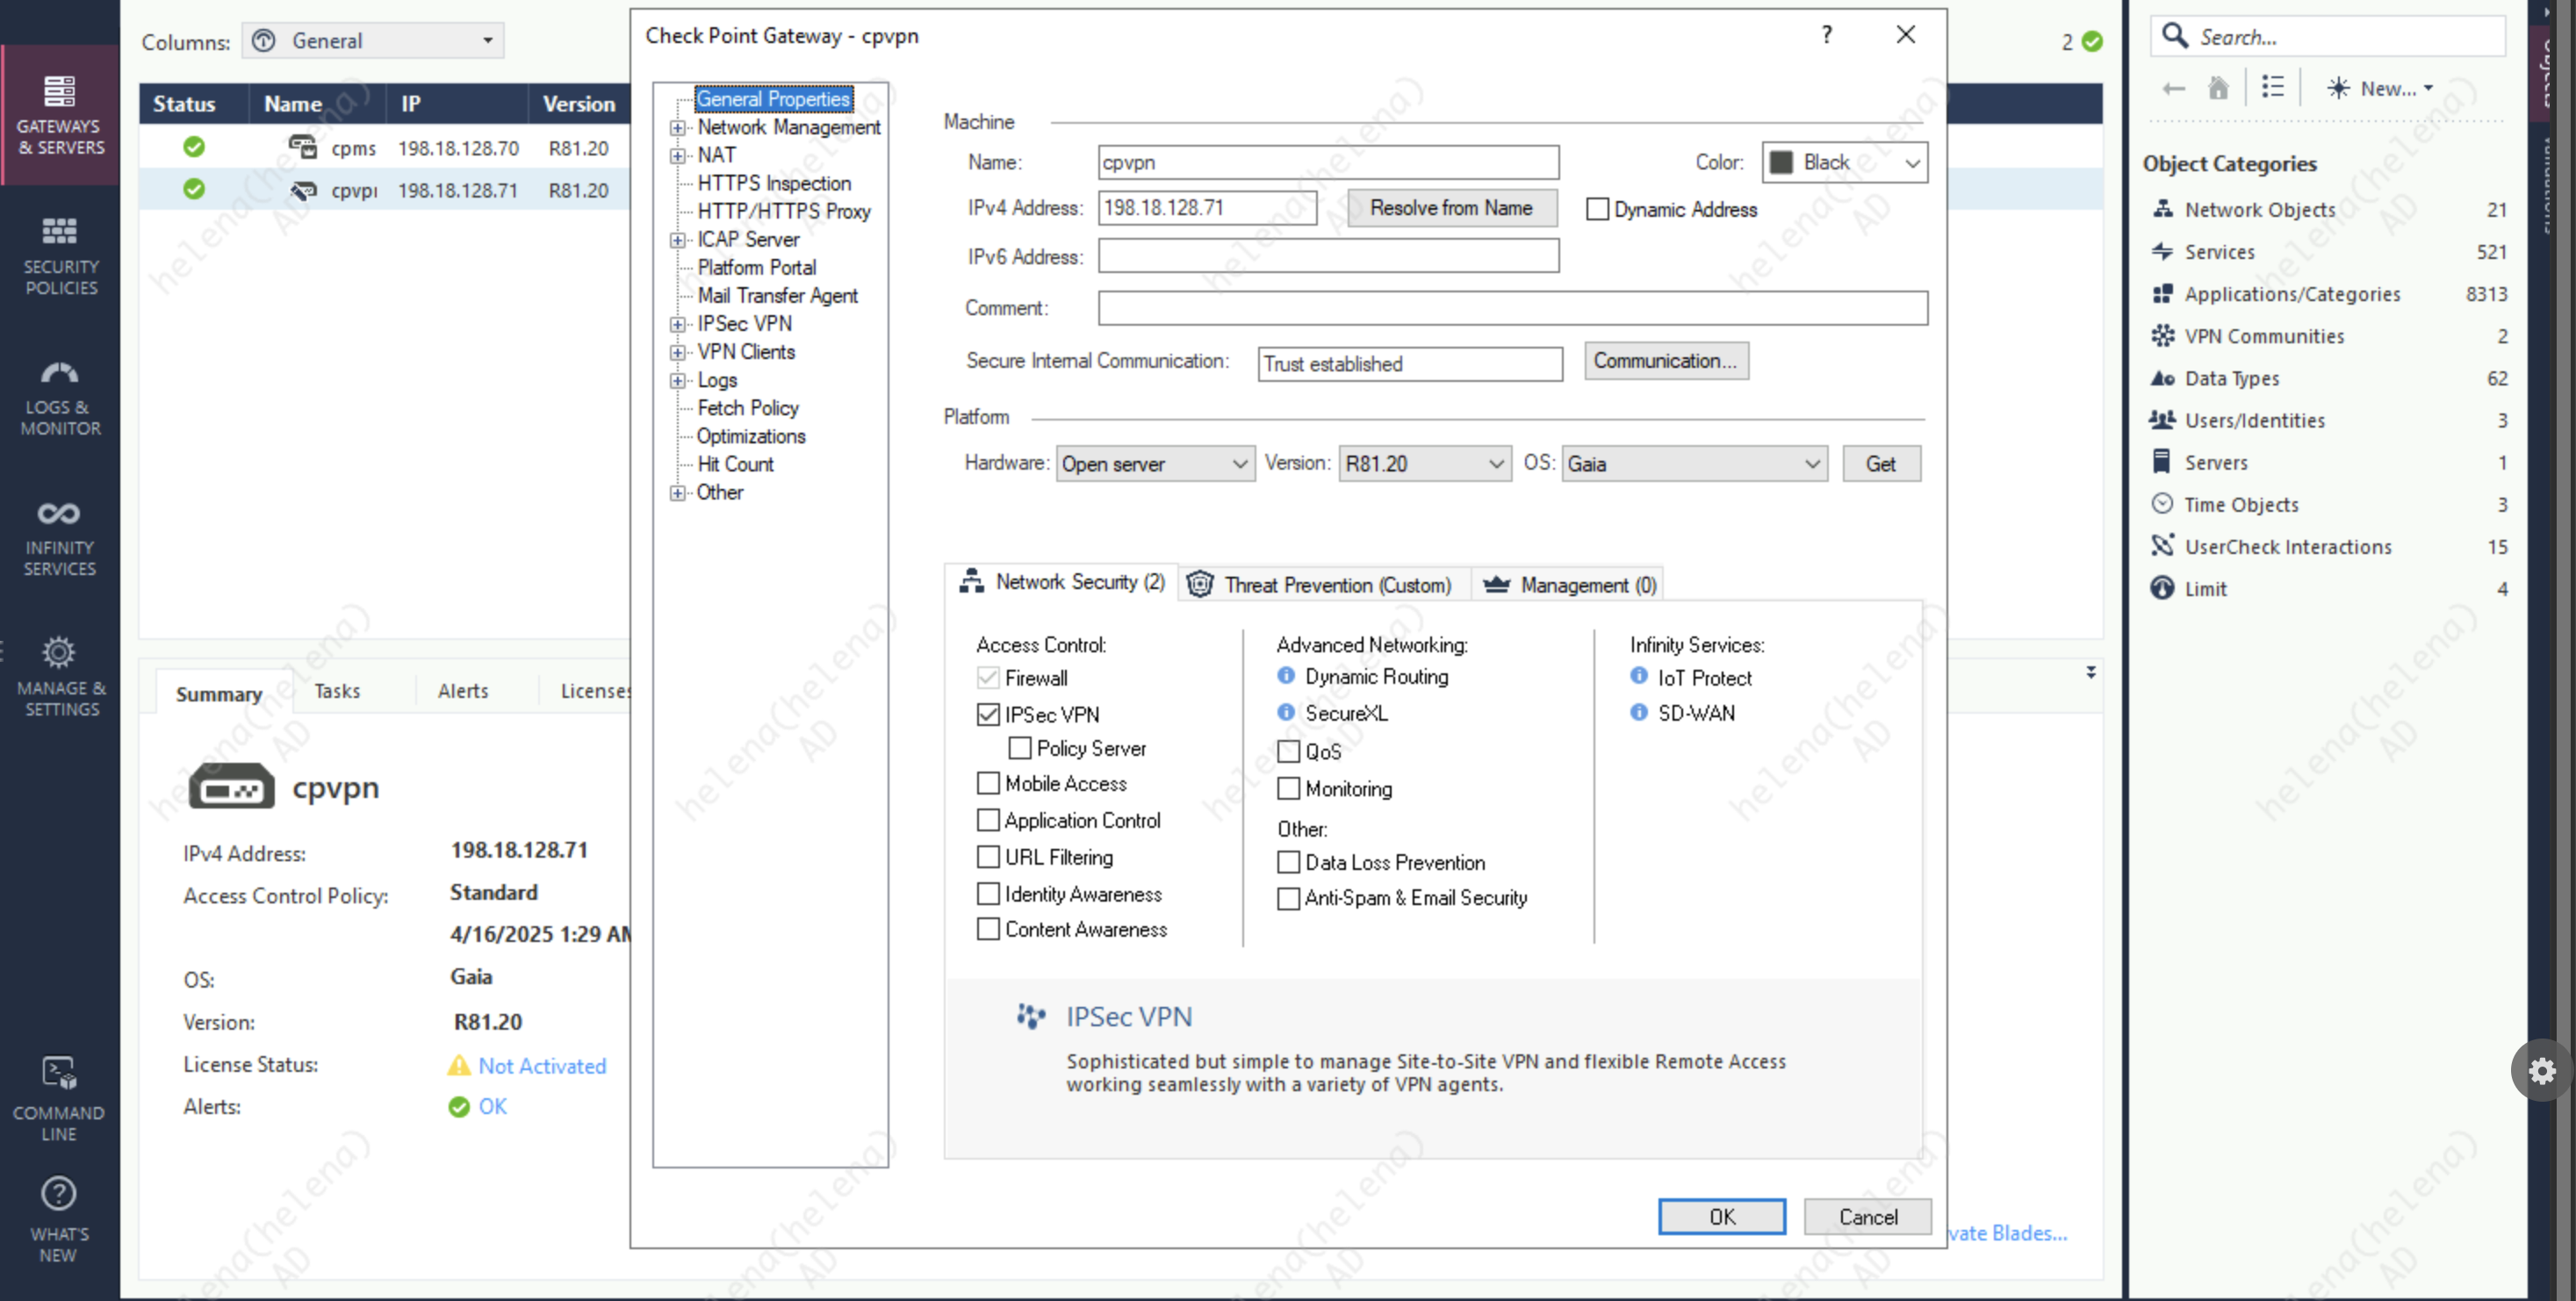 Columns: General
2
Status Name IP Version
cpms 198.18.128.70 R81.20
cpvpn 198.18.128.71 R81.20
GATEWAYS
& SERVERS
SECURITY
POLICIES
LOGS &
MONITOR
INFINITY
SERVICES
MANAGE &
SETTINGS
COMMAND
LINE
WHAT'S
NEW
Summary Tasks Alerts Licenses
cpvpn
IPv4 Address: 198.18.128.71
Access Control Policy: Standard
4/16/2025 1:29 AM
OS: Gaia
Version: R81.20
License Status: Not Activated
Alerts: OK
Check Point Gateway - cpvpn
?
General Properties
Network Management
NAT
HTTPS Inspection
HTTP/HTTPS Proxy
ICAP Server
Platform Portal
Mail Transfer Agent
IPSec VPN
VPN Clients
Logs
Fetch Policy
Optimizations
Hit Count
Other
Machine
Name: cpvpn Color: Black
IPv4 Address: 198.18.128.71 Resolve from Name Dynamic Address
IPv6 Address:
Comment:
Secure Internal Communication: Trust established Communication...
Platform
Hardware: Open server Version: R81.20 OS: Gaia Get
Network Security (2) Threat Prevention (Custom) Management (0)
Access Control:
Firewall
IPSec VPN
Policy Server
Mobile Access
Application Control
URL Filtering
Identity Awareness
Content Awareness
Advanced Networking:
Dynamic Routing
SecureXL
QoS
Monitoring
Other:
Data Loss Prevention
Anti-Spam & Email Security
Infinity Services:
IoT Protect
SD-WAN
IPSec VPN
Sophisticated but simple to manage Site-to-Site VPN and flexible Remote Access
working seamlessly with a variety of VPN agents.
OK Cancel
vate Blades...
Search...
New...
Object Categories
Network Objects 21
Services 521
Applications/Categories 8313
VPN Communities 2
Data Types 62
Users/Identities 3
Servers 1
Time Objects 3
UserCheck Interactions 15
Limit 4
helena(helena)
AD